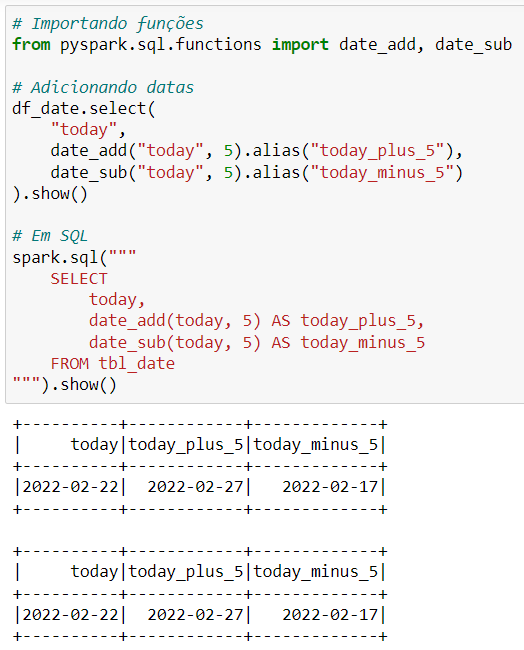 # Importando funções
from pyspark.sql.functions import date_add, date_sub

# Adicionando datas
df_date.select(
    "today",
    date_add("today", 5).alias("today_plus_5"),
    date_sub("today", 5).alias("today_minus_5")
).show()

# Em SQL
spark.sql("""
    SELECT
        today,
        date_add(today, 5) AS today_plus_5,
        date_sub(today, 5) AS today_minus_5
    FROM tbl_date
""").show()

+----------+------------+-------------+
|     today|today_plus_5|today_minus_5|
+----------+------------+-------------+
|2022-02-22|  2022-02-27|   2022-02-17|
+----------+------------+-------------+

+----------+------------+-------------+
|     today|today_plus_5|today_minus_5|
+----------+------------+-------------+
|2022-02-22|  2022-02-27|   2022-02-17|
+----------+------------+-------------+